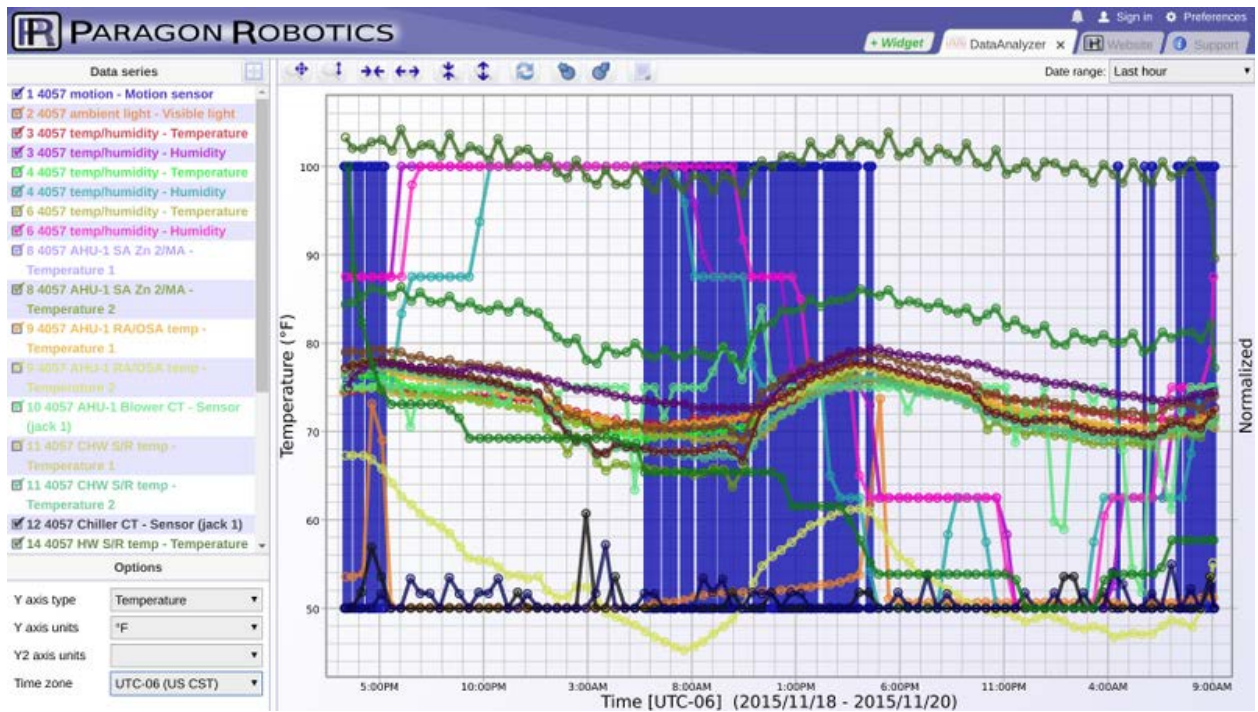 PR PARAGON ROBOTICS
Sign in Preferences
+ Widget DataAnalyzer x Website Support
Data series
Date range: Last hour
1 4057 motion - Motion sensor
2 4057 ambient light - Visible light
3 4057 temp/humidity - Temperature
3 4057 temp/humidity - Humidity
4 4057 temp/humidity - Temperature
4 4057 temp/humidity - Humidity
6 4057 temp/humidity - Temperature
6 4057 temp/humidity - Humidity
8 4057 AHU-1 SA Zn 2/MA -
Temperature 1
8 4057 AHU-1 SA Zn 2/MA -
Temperature 2
9 4057 AHU-1 RA/OSA temp -
Temperature 1
9 4057 AHU-1 RA/OSA temp -
Temperature 2
10 4057 AHU-1 Blower CT - Sensor
(jack 1)
11 4057 CHW S/R temp -
Temperature 1
11 4057 CHW S/R temp -
Temperature 2
12 4057 Chiller CT - Sensor (jack 1)
14 4057 HW S/R temp - Temperature
Options
Y axis type Temperature
Y axis units °F
Y2 axis units
Time zone UTC-06 (US CST)
100
90
80
70
60
50
Temperature (°F)
Normalized
5:00PM 10:00PM 3:00AM 8:00AM 1:00PM 6:00PM 11:00PM 4:00AM 9:00AM
Time [UTC-06] (2015/11/18 - 2015/11/20)